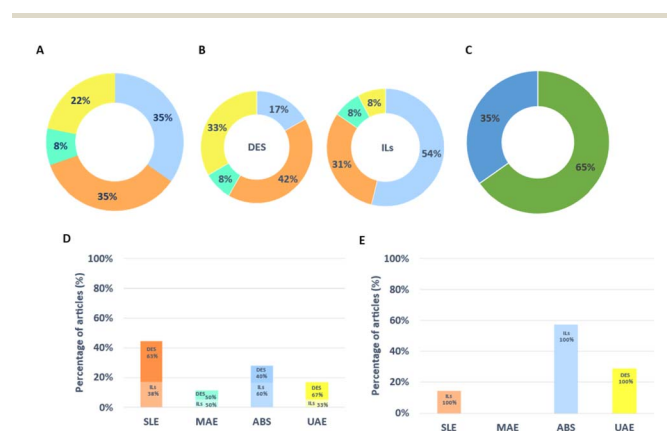 A
B
C
22%
35%
8%
35%
17%
33%
DES
8%
42%
8%
8%
ILs
54%
31%
35%
65%
D
E
Percentage of articles (%)
100%
80%
60%
40%
20%
0%
DES
63%
ILs
38%
DES
50%
ILs 50%
DES
40%
ILs
60%
DES
67%
ILs 33%
SLE
MAE
ABS
UAE
Percentage of articles (%)
100%
80%
60%
40%
20%
0%
ILs
100%
ILs
100%
DES
100%
SLE
MAE
ABS
UAE